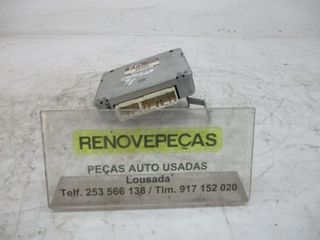 RENOVEPEÇAS
PEÇAS AUTO USADAS
Lousada
Telf. 253 566 138 / Tlm. 917 152 020